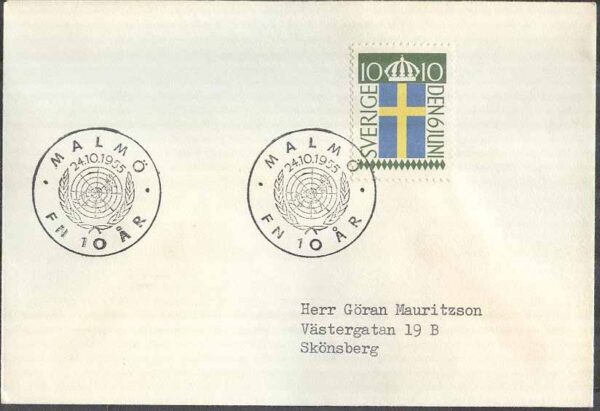 10 10
SVERIGE
DEN 6 JUNI
MALMÖ
24.10.1955
FN 10 ÅR
MALMÖ
24.10.1955
FN 10 ÅR
Herr Göran Mauritzson
Västergatan 19 B
Skönsberg